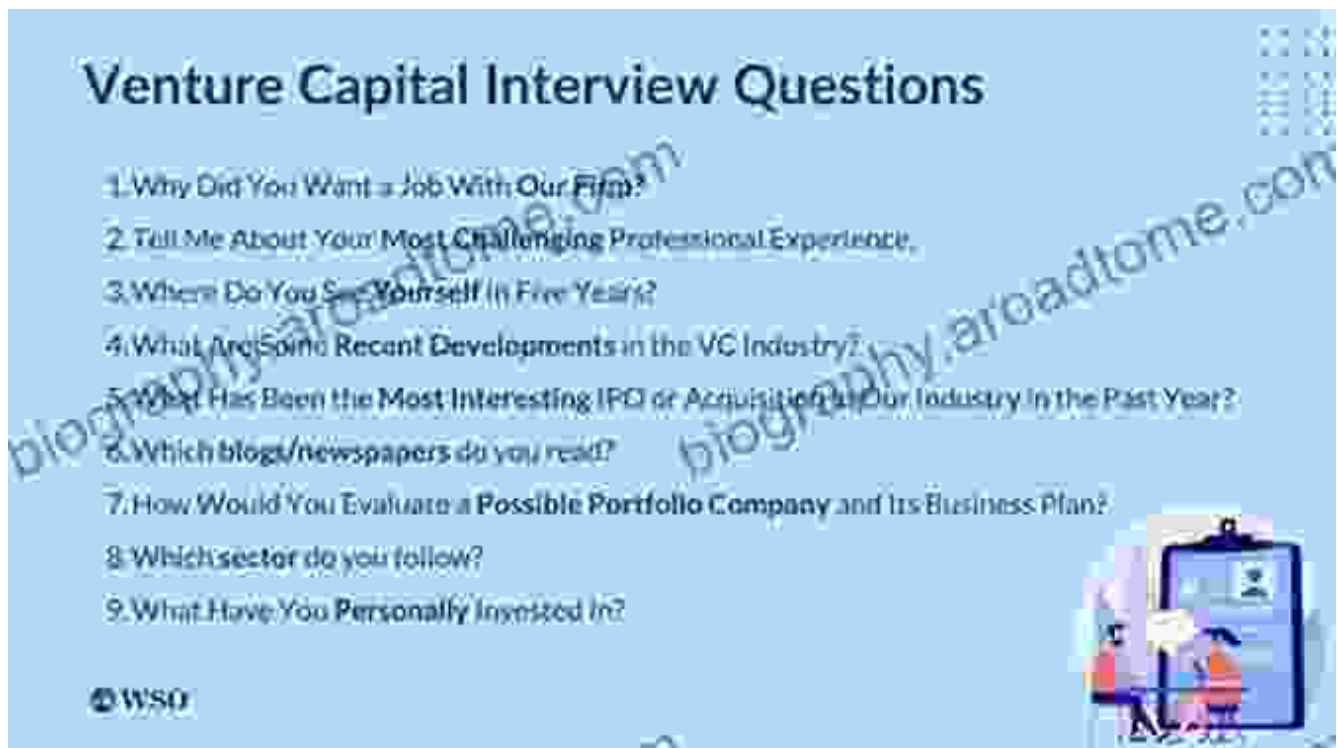 Venture Capital Interview Questions
1. Why Did You Want a Job With Our Firm?
2. Tell Me About Your Most Challenging Professional Experience.
3. Where Do You See Yourself in Five Years?
4. What Are Some Recent Developments in the VC Industry?
5. What Has Been the Most Interesting IPO or Acquisition in Our Industry in the Past Year?
6. Which blogs/newspapers do you read?
7. How Would You Evaluate a Possible Portfolio Company and Its Business Plan?
8. Which sector do you follow?
9. What Have You Personally Invested In?
WSO
biography.aroadtome.com
biography.aroadtome.com
m